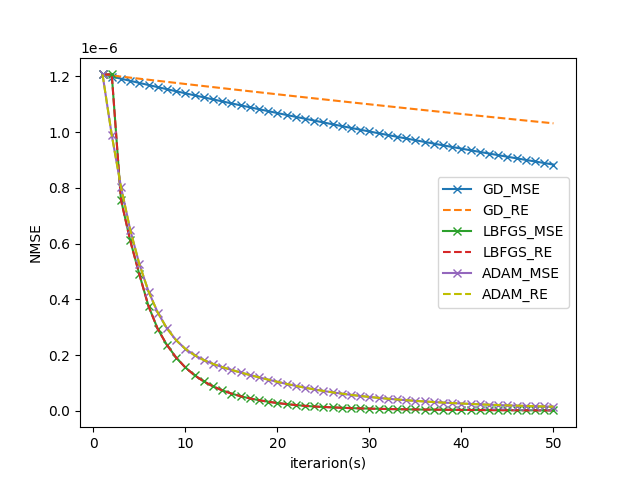 1e−6
1.2
1.0
0.8
0.6
0.4
0.2
0.0
NMSE
GD_MSE
GD_RE
LBFGS_MSE
LBFGS_RE
ADAM_MSE
ADAM_RE
0 10 20 30 40 50
iterarion(s)